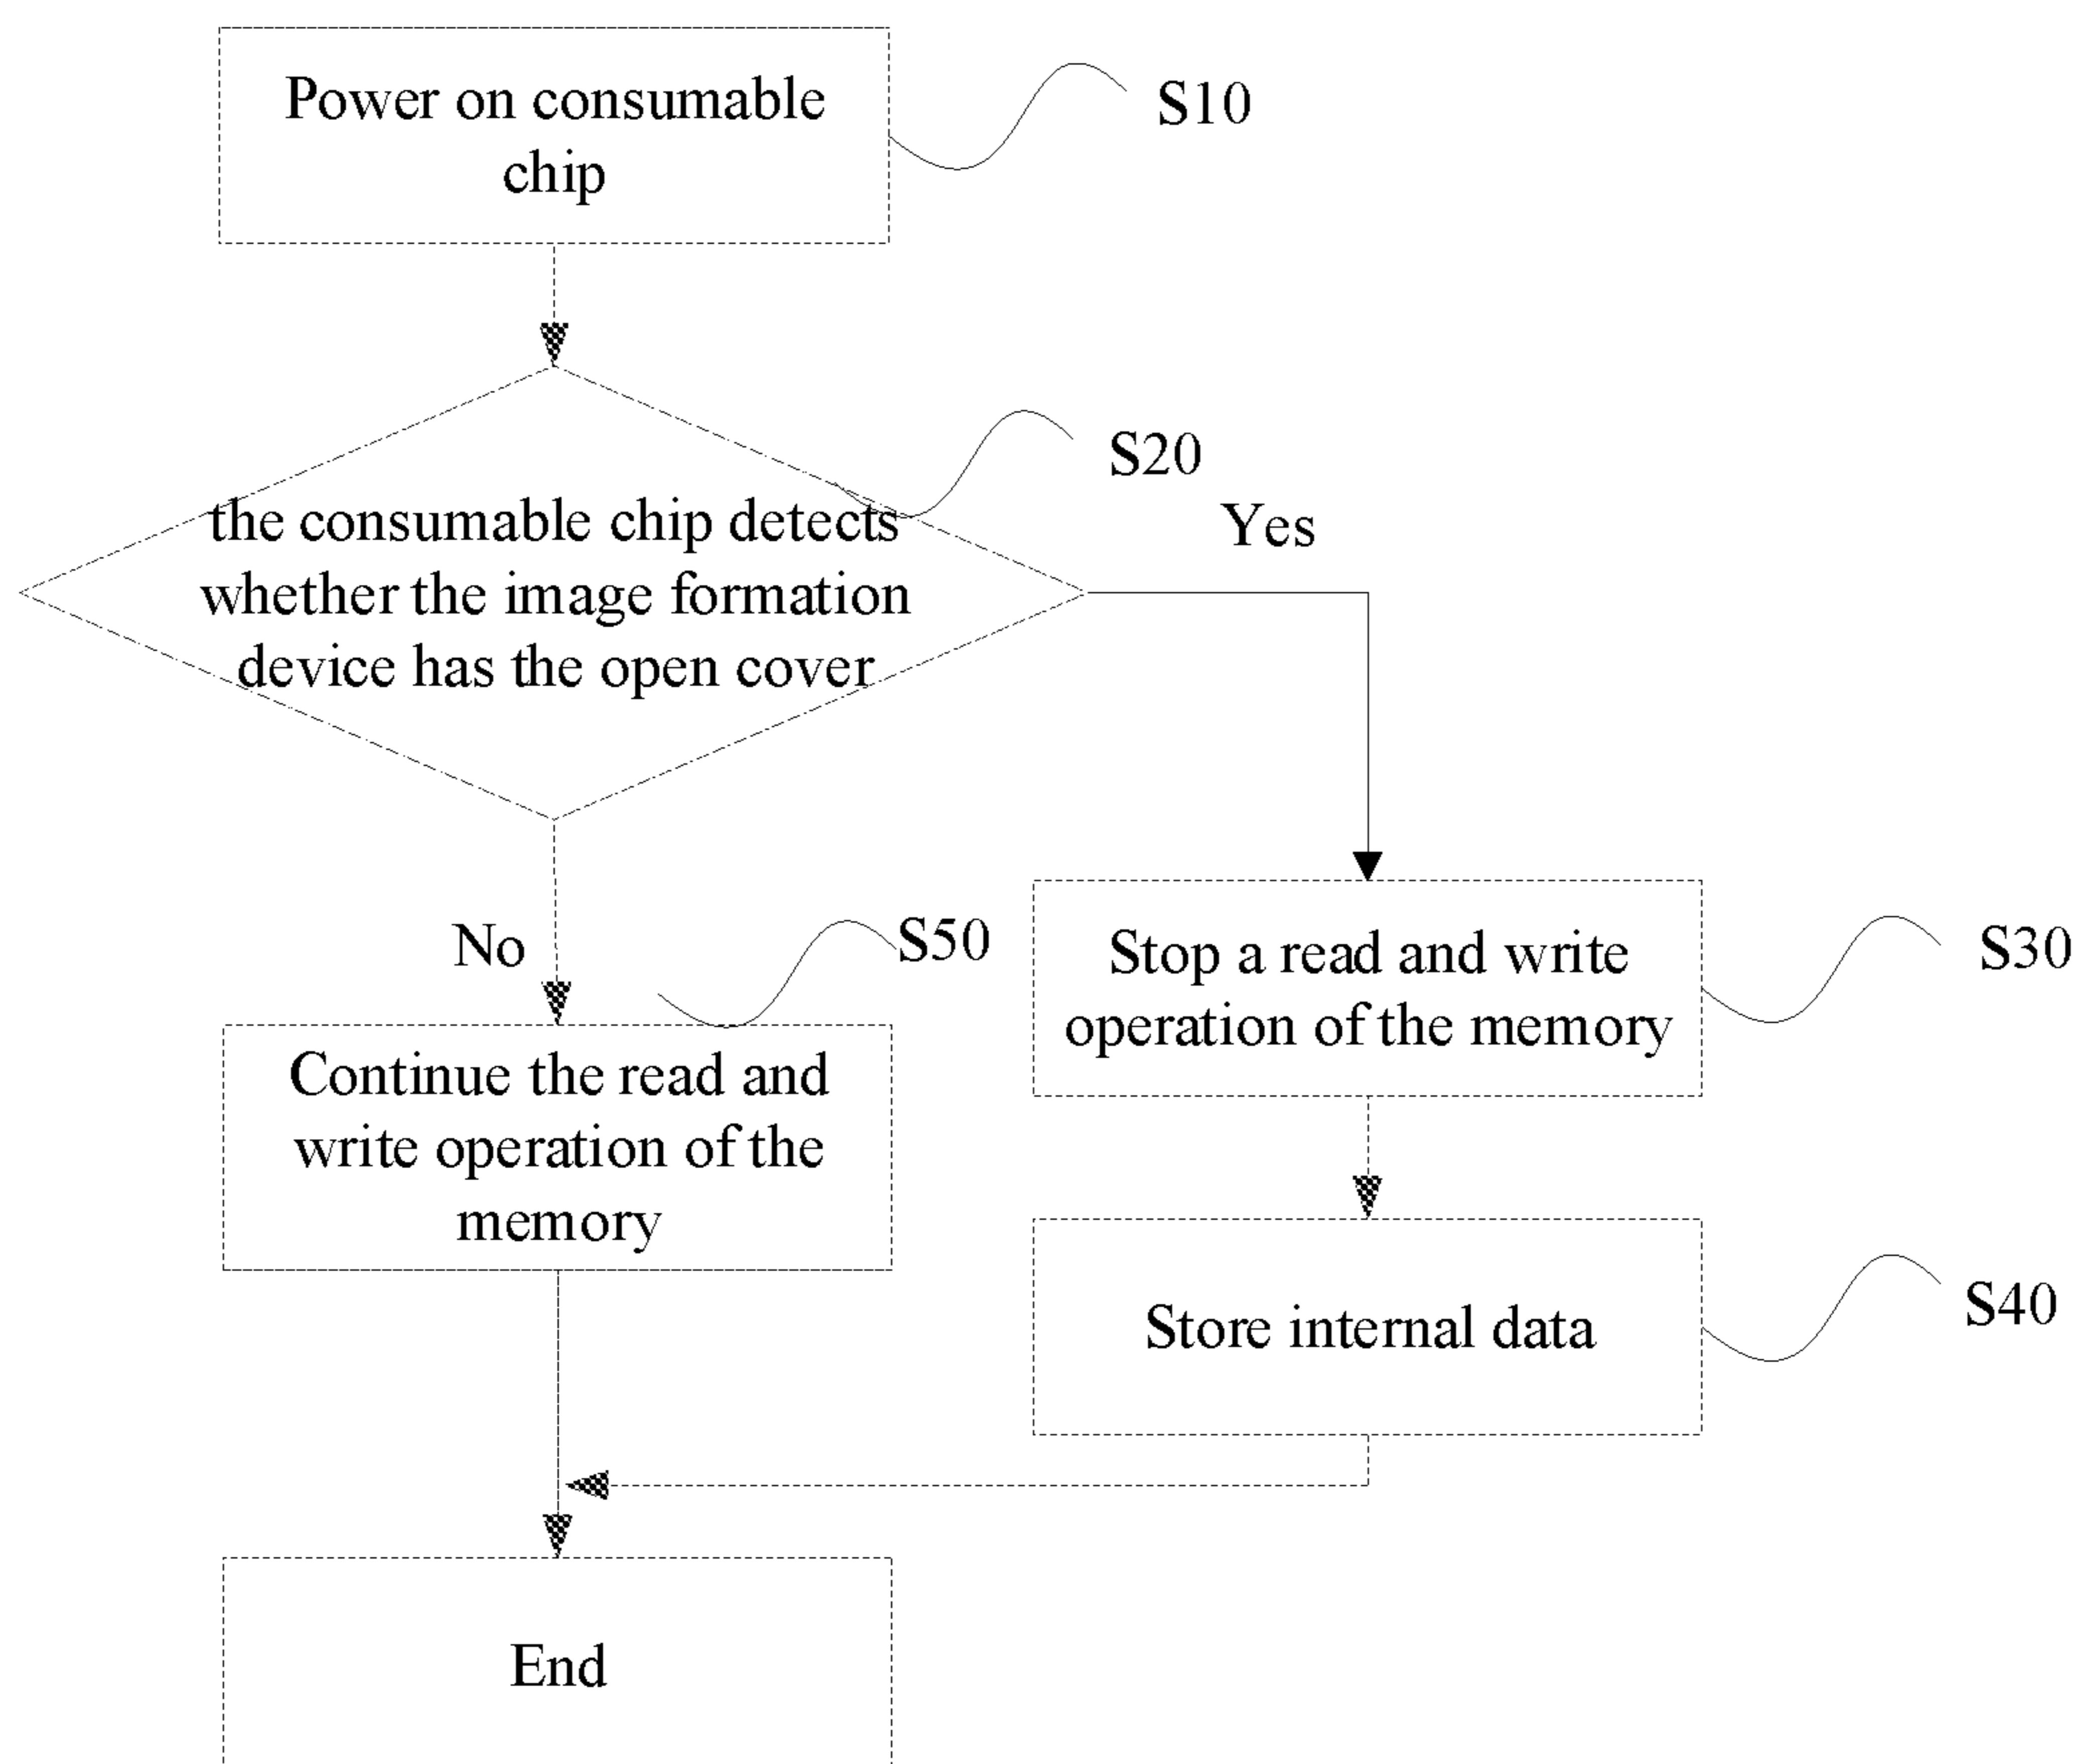 Power on consumable
chip
S10
S20
the consumable chip detects
whether the image formation
device has the open cover
Yes
No
S50
Continue the read and
write operation of the
memory
Stop a read and write
operation of the memory
S30
Store internal data
S40
End